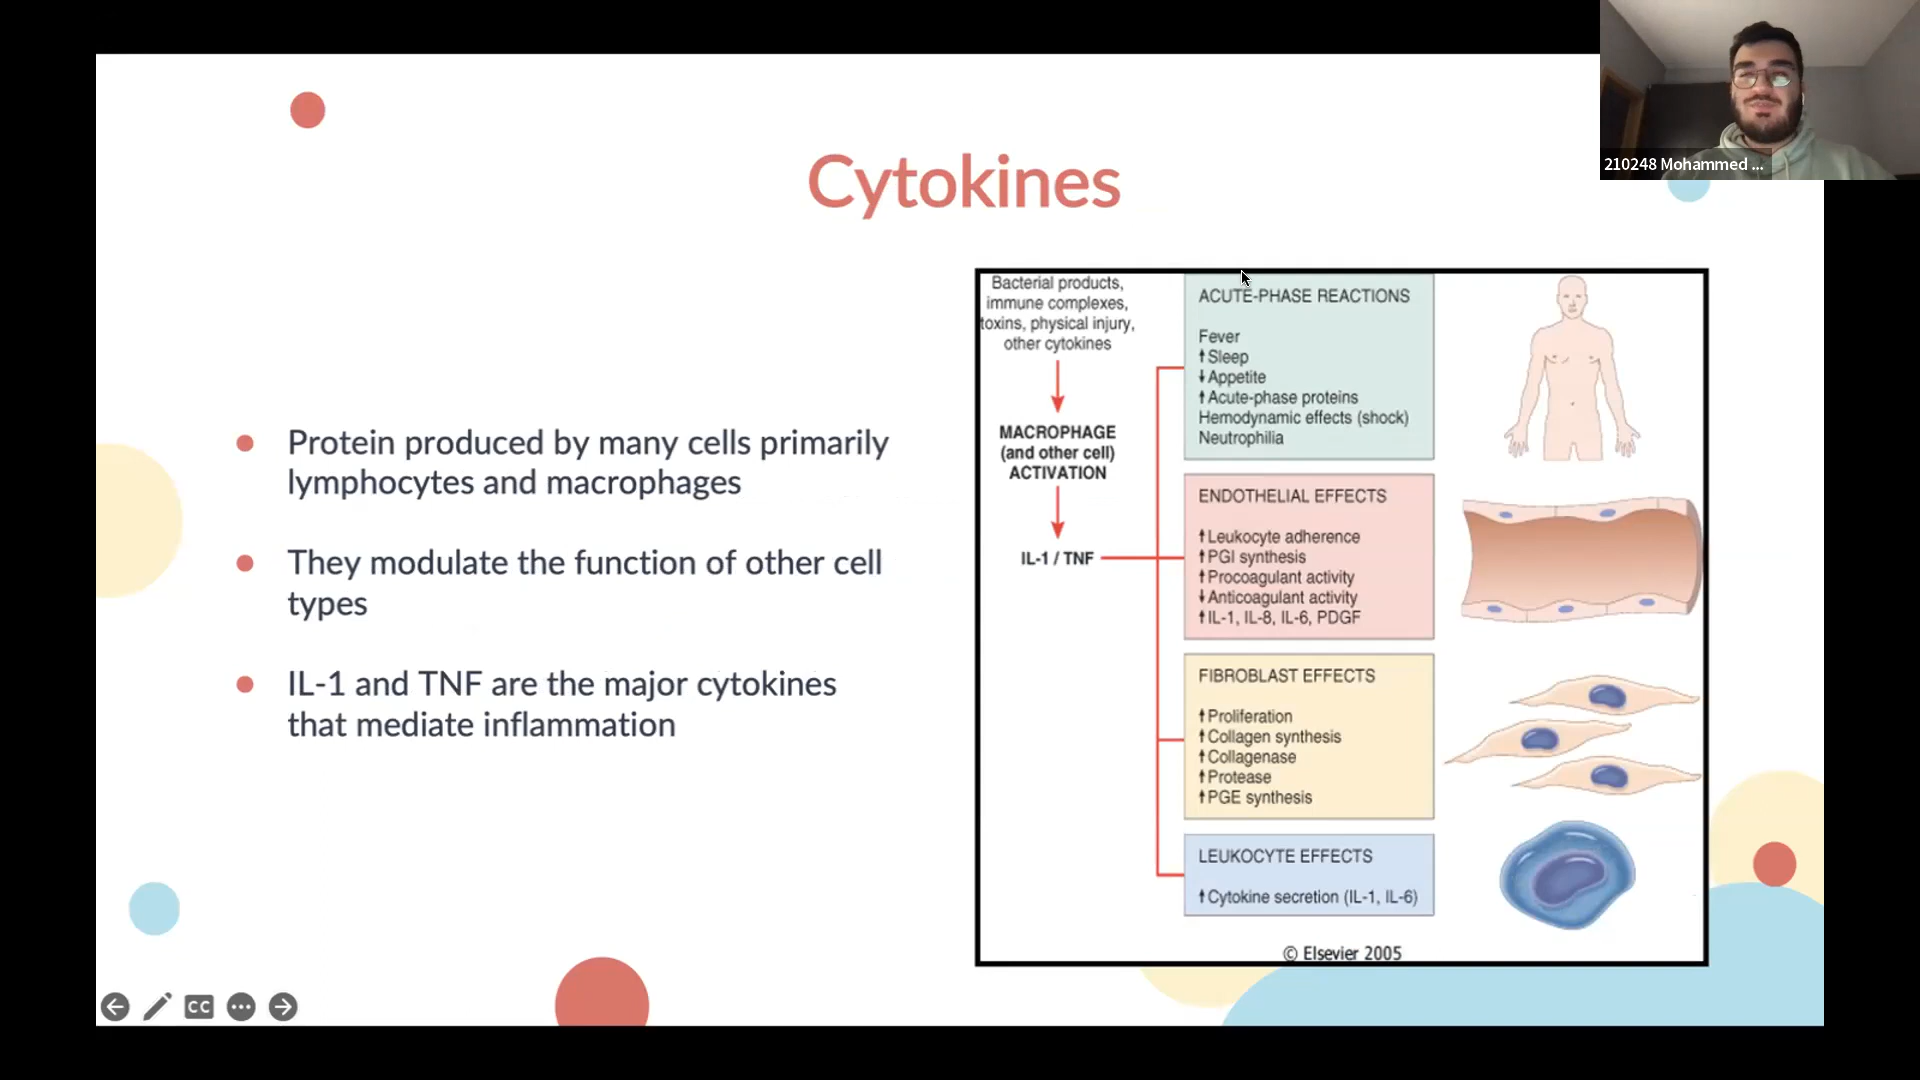 210248 Mohammed ...
Cytokines
Protein produced by many cells primarily
lymphocytes and macrophages
They modulate the function of other cell
types
IL-1 and TNF are the major cytokines
that mediate inflammation
Bacterial products,
immune complexes,
toxins, physical injury,
other cytokines
MACROPHAGE
(and other cell)
ACTIVATION
IL-1 / TNF
ACUTE-PHASE REACTIONS
Fever
↑Sleep
↓Appetite
↑Acute-phase proteins
Hemodynamic effects (shock)
Neutrophilia
ENDOTHELIAL EFFECTS
↑Leukocyte adherence
↑PGI synthesis
↑Procoagulant activity
↓Anticoagulant activity
↑IL-1, IL-8, IL-6, PDGF
FIBROBLAST EFFECTS
↑Proliferation
↑Collagen synthesis
↑Collagenase
↑Protease
↑PGE synthesis
LEUKOCYTE EFFECTS
↑Cytokine secretion (IL-1, IL-6)
© Elsevier 2005
CC